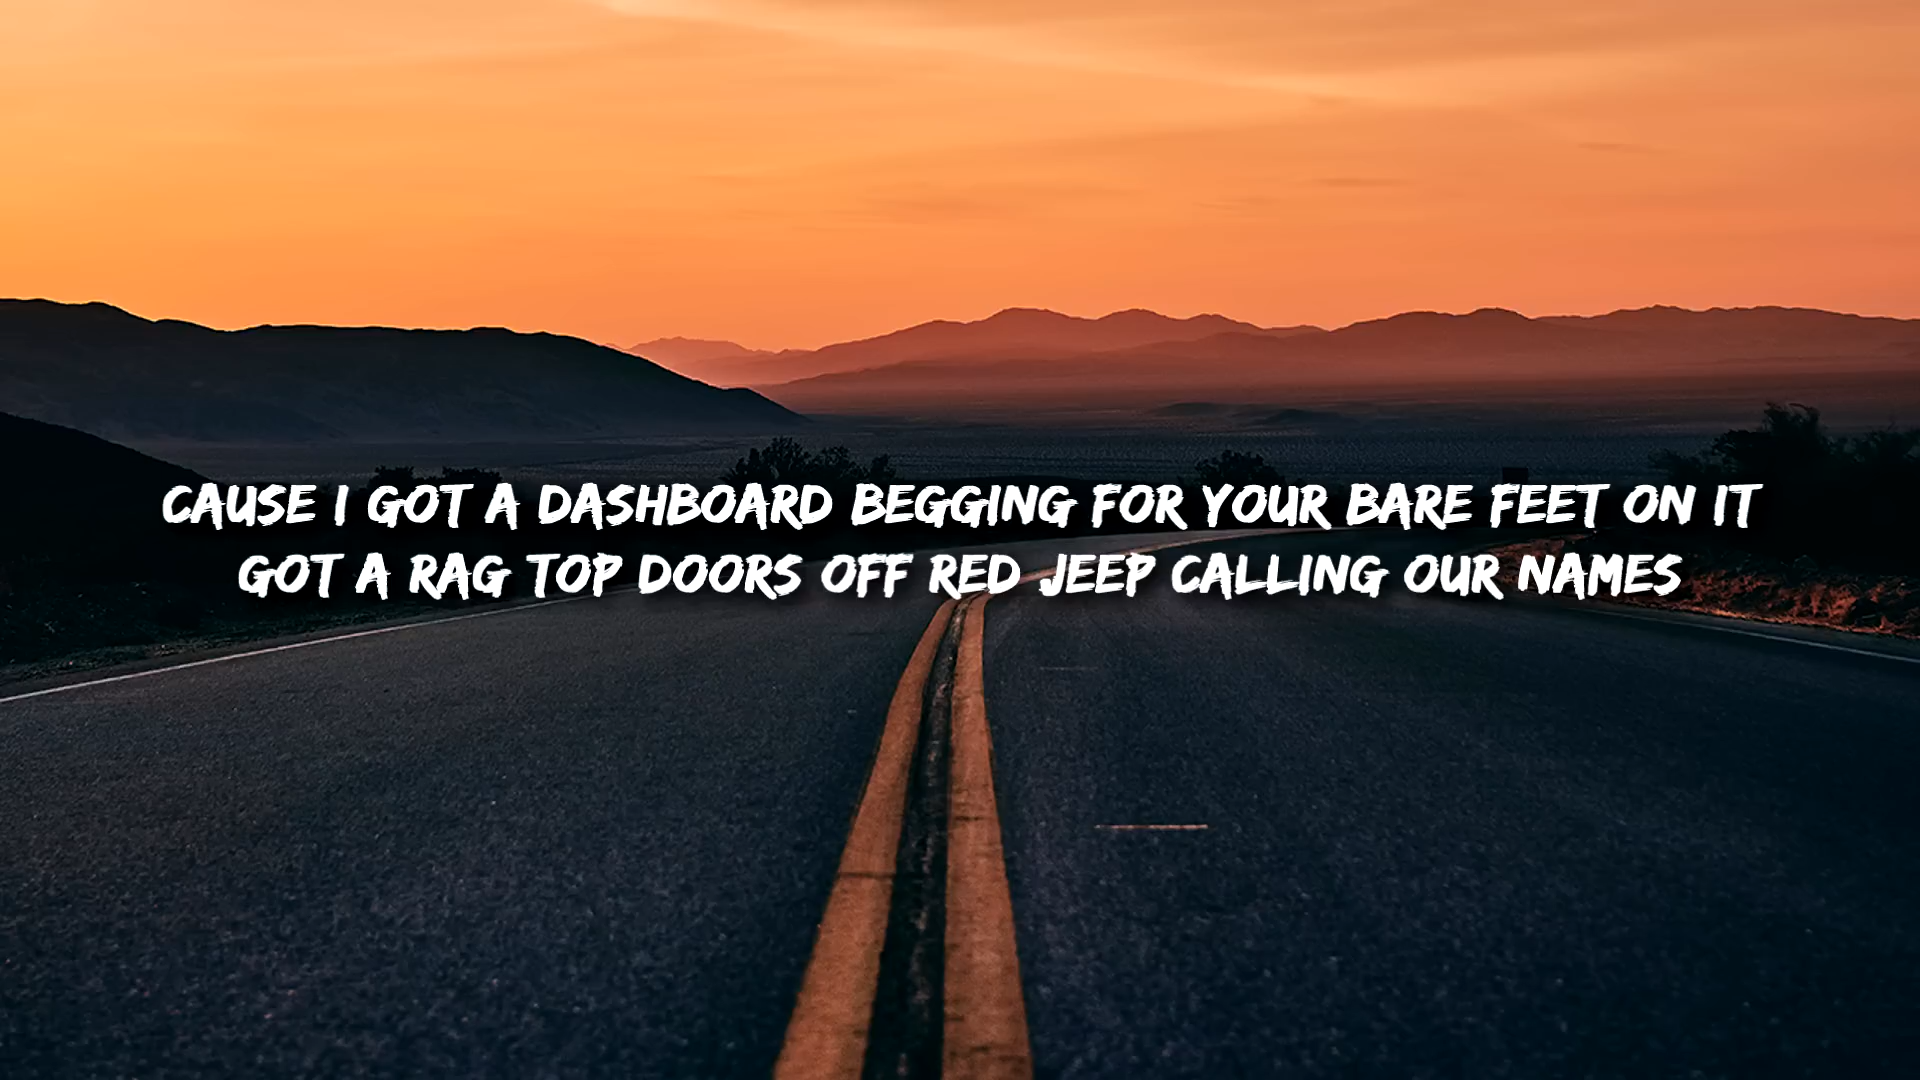 CAUSE I GOT A DASHBOARD BEGGING FOR YOUR BARE FEET ON IT
GOT A RAG TOP DOORS OFF RED JEEP CALLING OUR NAMES